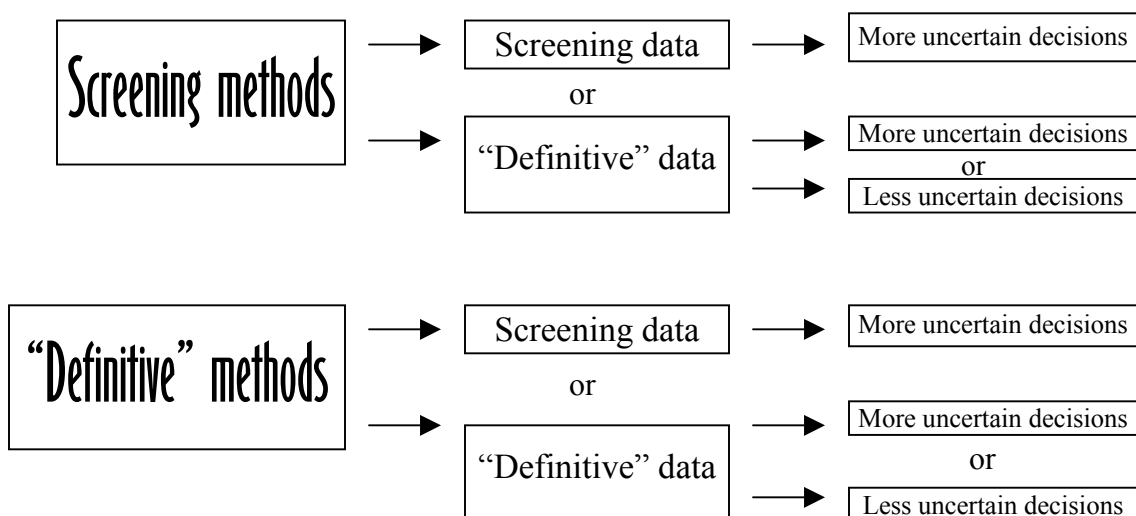 Screening methods
Screening data
or
“Definitive” data
More uncertain decisions
More uncertain decisions
or
Less uncertain decisions
“Definitive” methods
Screening data
or
“Definitive” data
More uncertain decisions
More uncertain decisions
or
Less uncertain decisions